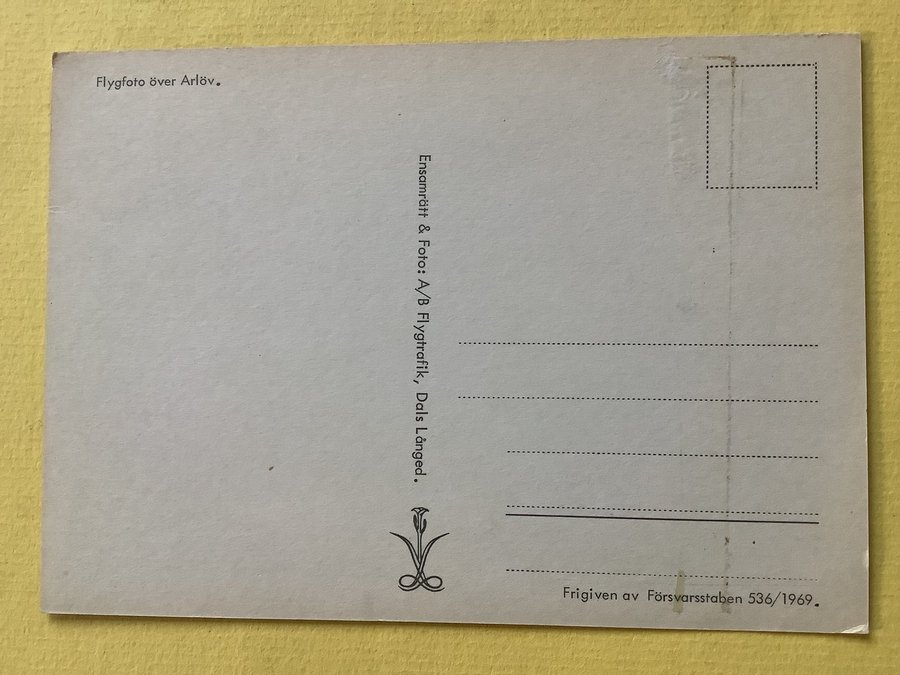 Flygfoto över Arlöv.
Ensamrätt & Foto: A/B Flygtrafik, Dals Långed.
Frigiven av Försvarsstaben 536/1969.